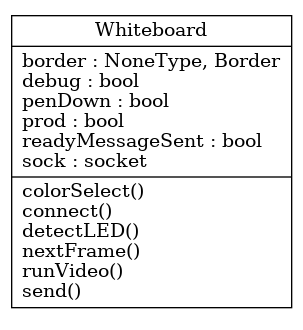 Whiteboard
border : NoneType, Border
debug : bool
penDown : bool
prod : bool
readyMessageSent : bool
sock : socket
colorSelect()
connect()
detectLED()
nextFrame()
runVideo()
send()